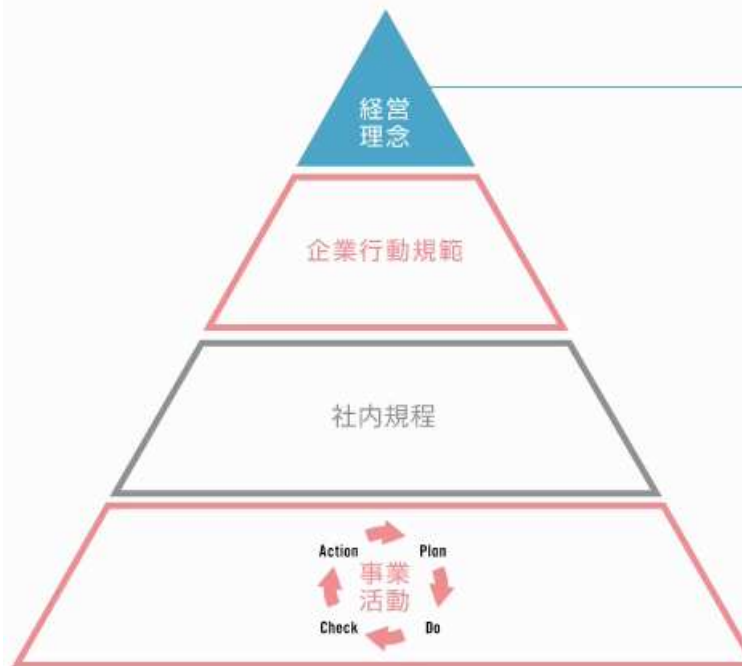 経営
理念
企業行動規範
社内規程
Action
Plan
事業
活動
Check
Do